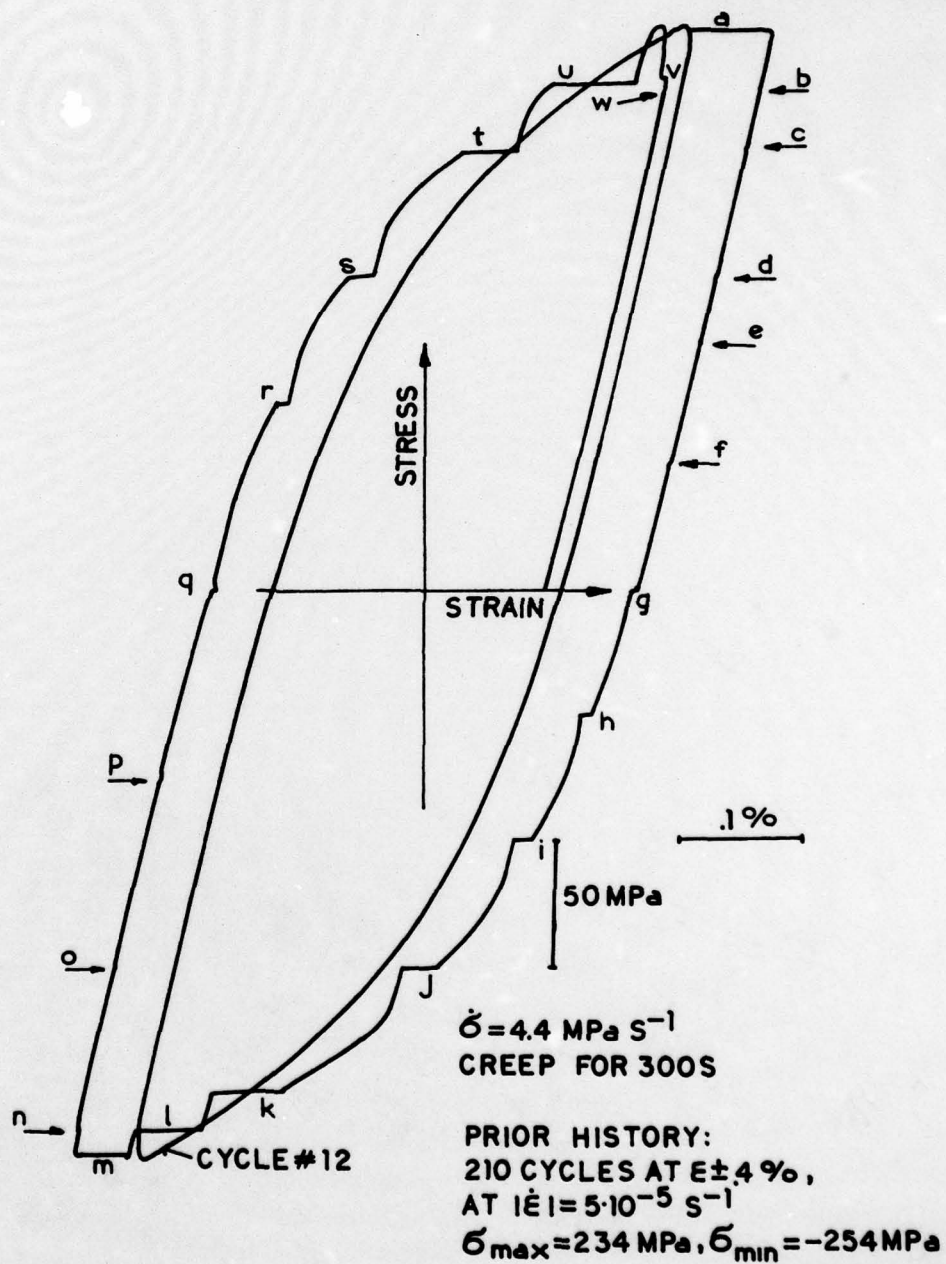 a
b
c
d
e
f
g
h
i
j
k
l
m
n
o
p
q
r
s
t
u
v
w
STRESS
STRAIN
.1%
50 MPa
CYCLE #12
σ̇ = 4.4 MPa S⁻¹
CREEP FOR 300S
PRIOR HISTORY:
210 CYCLES AT ε ± .4 %,
AT |ε̇| = 5·10⁻⁵ S⁻¹
σmax = 234 MPa, σmin = -254 MPa